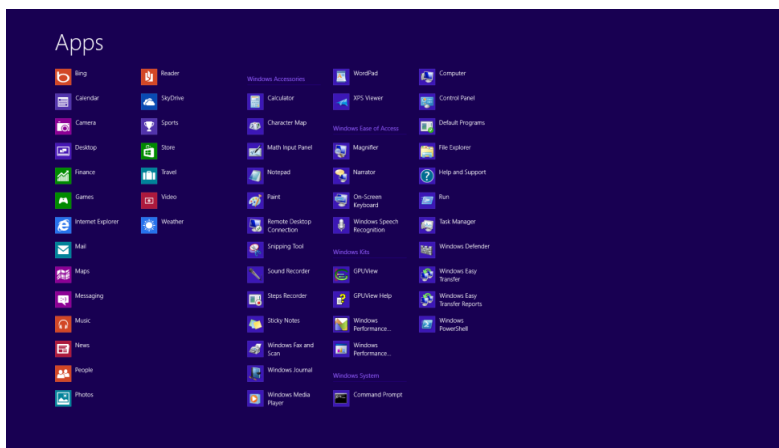 Apps
Bing
Calendar
Camera
Desktop
Finance
Games
Internet Explorer
Mail
Maps
Messaging
Music
News
People
Photos
Reader
SkyDrive
Sports
Store
Travel
Video
Weather
Windows Accessories
Calculator
Character Map
Math Input Panel
Notepad
Paint
Remote Desktop
Connection
Snipping Tool
Sound Recorder
Steps Recorder
Sticky Notes
Windows Fax and
Scan
Windows Journal
Windows Media
Player
WordPad
XPS Viewer
Windows Ease of Access
Magnifier
Narrator
On-Screen
Keyboard
Windows Speech
Recognition
Windows Kits
GPUView
GPUView Help
Windows
Performance...
Windows
Performance...
Windows System
Command Prompt
Computer
Control Panel
Default Programs
File Explorer
Help and Support
Run
Task Manager
Windows Defender
Windows Easy
Transfer
Windows Easy
Transfer Reports
Windows
PowerShell